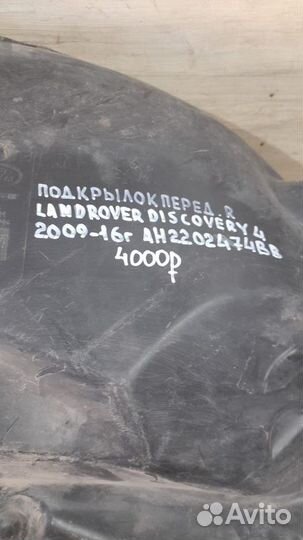 ПОДКРЫЛОК ПЕРЕД. R
LANDROVER DISCOVERY 4
2009-16г AH2202474BB
4000р
Avito